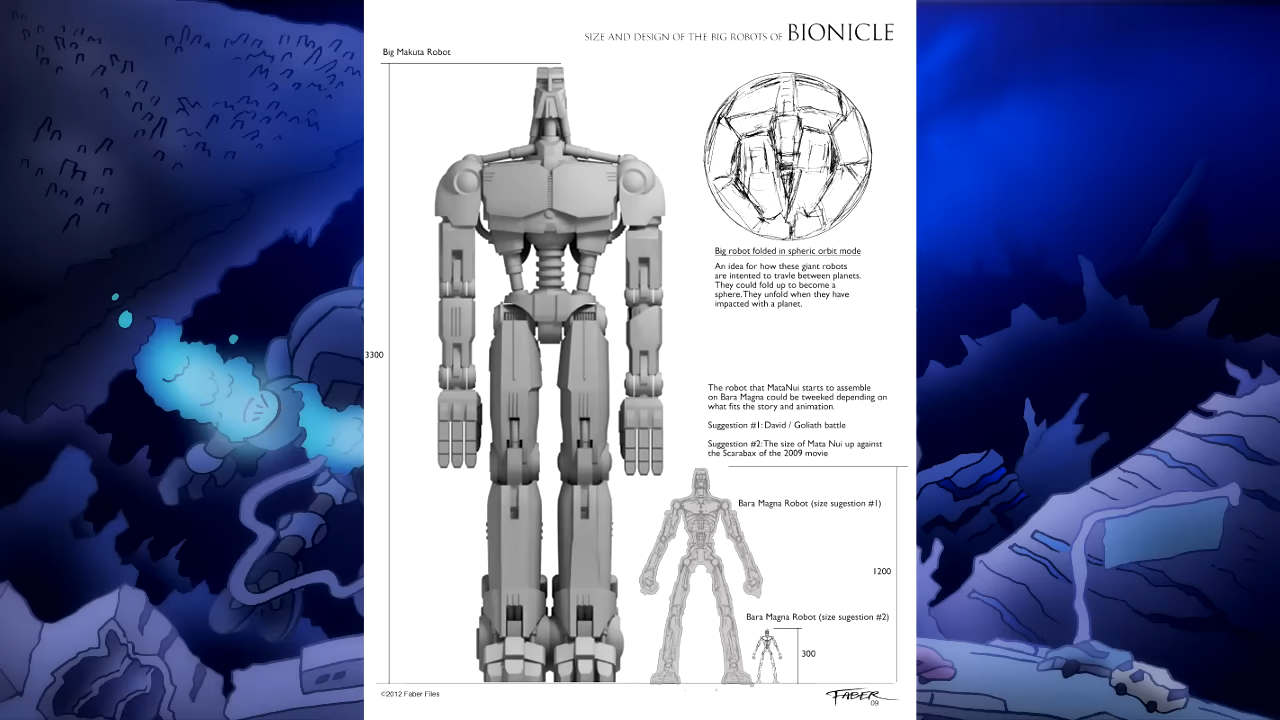 SIZE AND DESIGN OF THE BIG ROBOTS OF BIONICLE
Big Makuta Robot
Big robot folded in spheric orbit mode
An idea for how these giant robots
are intented to travle between planets.
They could fold up to become a
sphere.They unfold when they have
impacted with a planet.
3300
The robot that MataNui starts to assemble
on Bara Magna could be tweeked depending on
what fits the story and animation.
Suggestion #1: David / Goliath battle
Suggestion #2: The size of Mata Nui up against
the Scarabax of the 2009 movie
Bara Magna Robot (size sugestion #1)
1200
Bara Magna Robot (size sugestion #2)
300
©2012 Faber Files
FABER
09